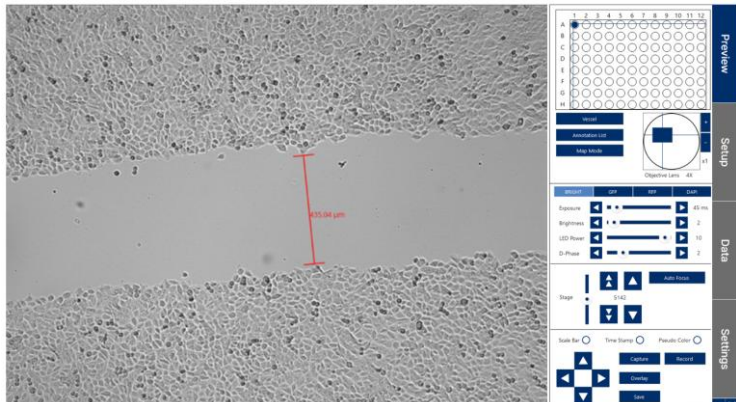 435.04 μm
1 2 3 4 5 6 7 8 9 10 11 12
A
B
C
D
E
F
G
H
Vessel
Annotation List
Map Mode
+
-
x1
Objective Lens 4X
BRIGHT GFP RFP DAPI
Exposure 45 ms
Brightness 2
LED Power 10
D-Phase 2
Stage
5142
Auto Focus
Scale Bar Time Stamp Pseudo Color
Capture Record
Overlay
Save
Preview
Setup
Data
Settings